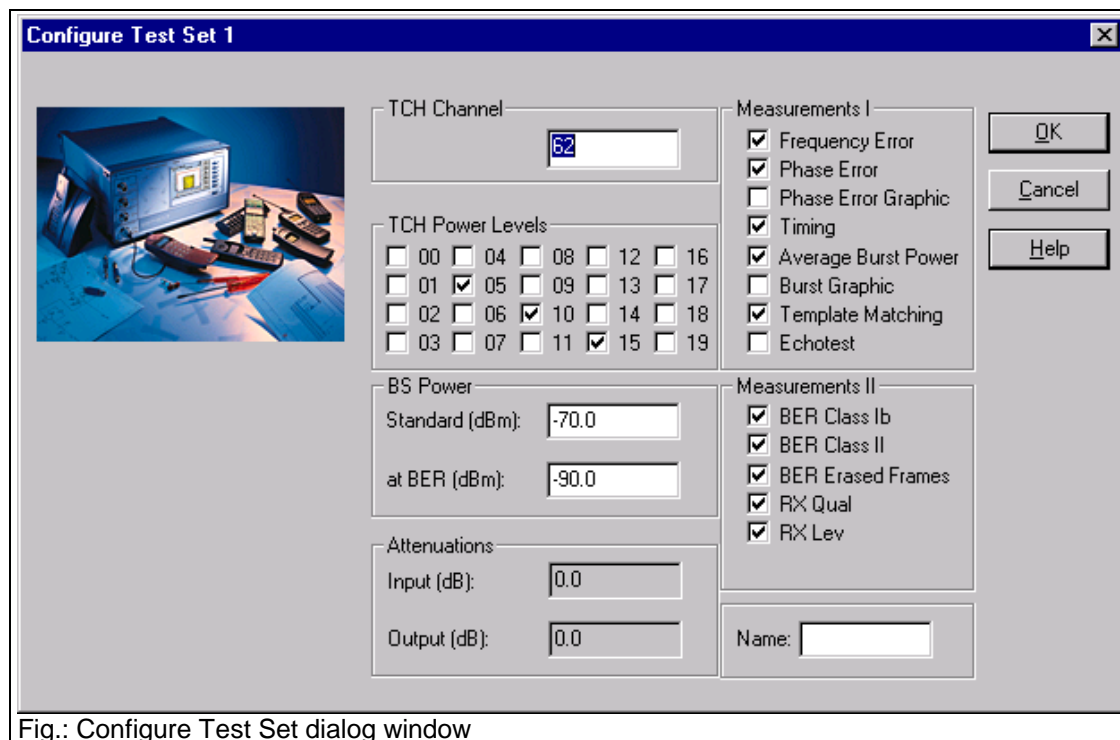 Configure Test Set 1
TCH Channel
62
TCH Power Levels
00 04 08 12 16
01 05 09 13 17
02 06 10 14 18
03 07 11 15 19
BS Power
Standard (dBm): -70.0
at BER (dBm): -90.0
Attenuations
Input (dB): 0.0
Output (dB): 0.0
Measurements I
Frequency Error
Phase Error
Phase Error Graphic
Timing
Average Burst Power
Burst Graphic
Template Matching
Echotest
Measurements II
BER Class Ib
BER Class II
BER Erased Frames
RX Qual
RX Lev
Name:
OK
Cancel
Help
Fig.: Configure Test Set dialog window